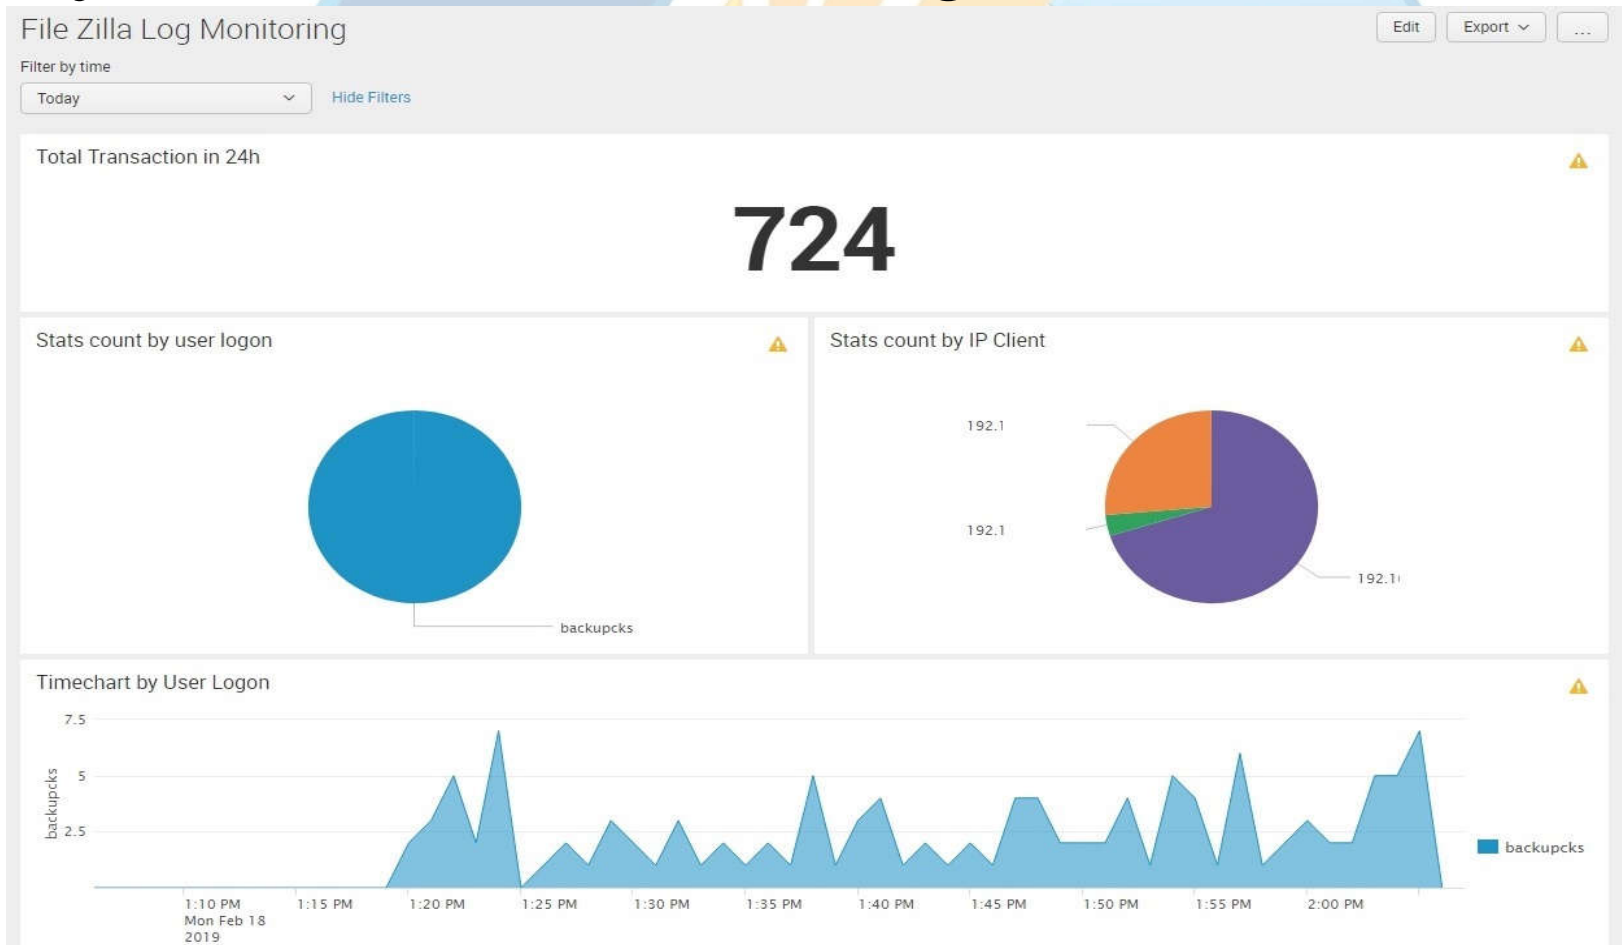 File Zilla Log Monitoring
Edit
Export
...
Filter by time
Today
Hide Filters
Total Transaction in 24h
724
Stats count by user logon
backupcks
Stats count by IP Client
192.1
192.1
192.1
Timechart by User Logon
7.5
5
2.5
backupcks
1:10 PM
Mon Feb 18
2019
1:15 PM
1:20 PM
1:25 PM
1:30 PM
1:35 PM
1:40 PM
1:45 PM
1:50 PM
1:55 PM
2:00 PM
backupcks